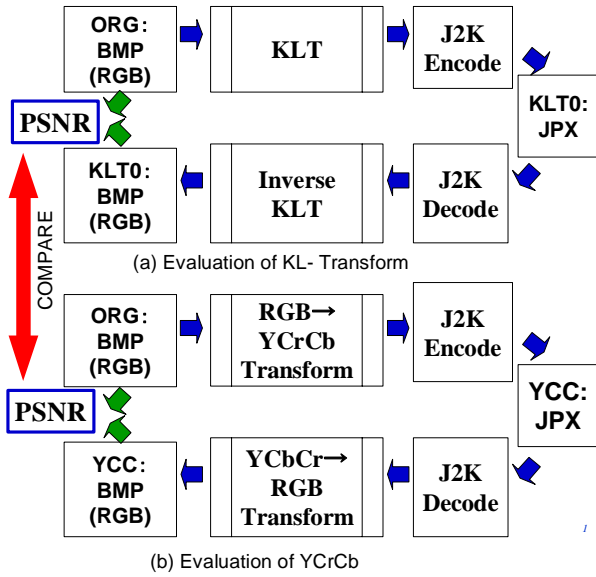 ORG:
BMP
(RGB)
KLT
J2K
Encode
KLT0:
JPX
PSNR
KLT0:
BMP
(RGB)
Inverse
KLT
J2K
Decode
(a) Evaluation of KL- Transform
COMPARE
ORG:
BMP
(RGB)
RGB→
YCrCb
Transform
J2K
Encode
YCC:
JPX
PSNR
YCC:
BMP
(RGB)
YCbCr→
RGB
Transform
J2K
Decode
1
(b) Evaluation of YCrCb